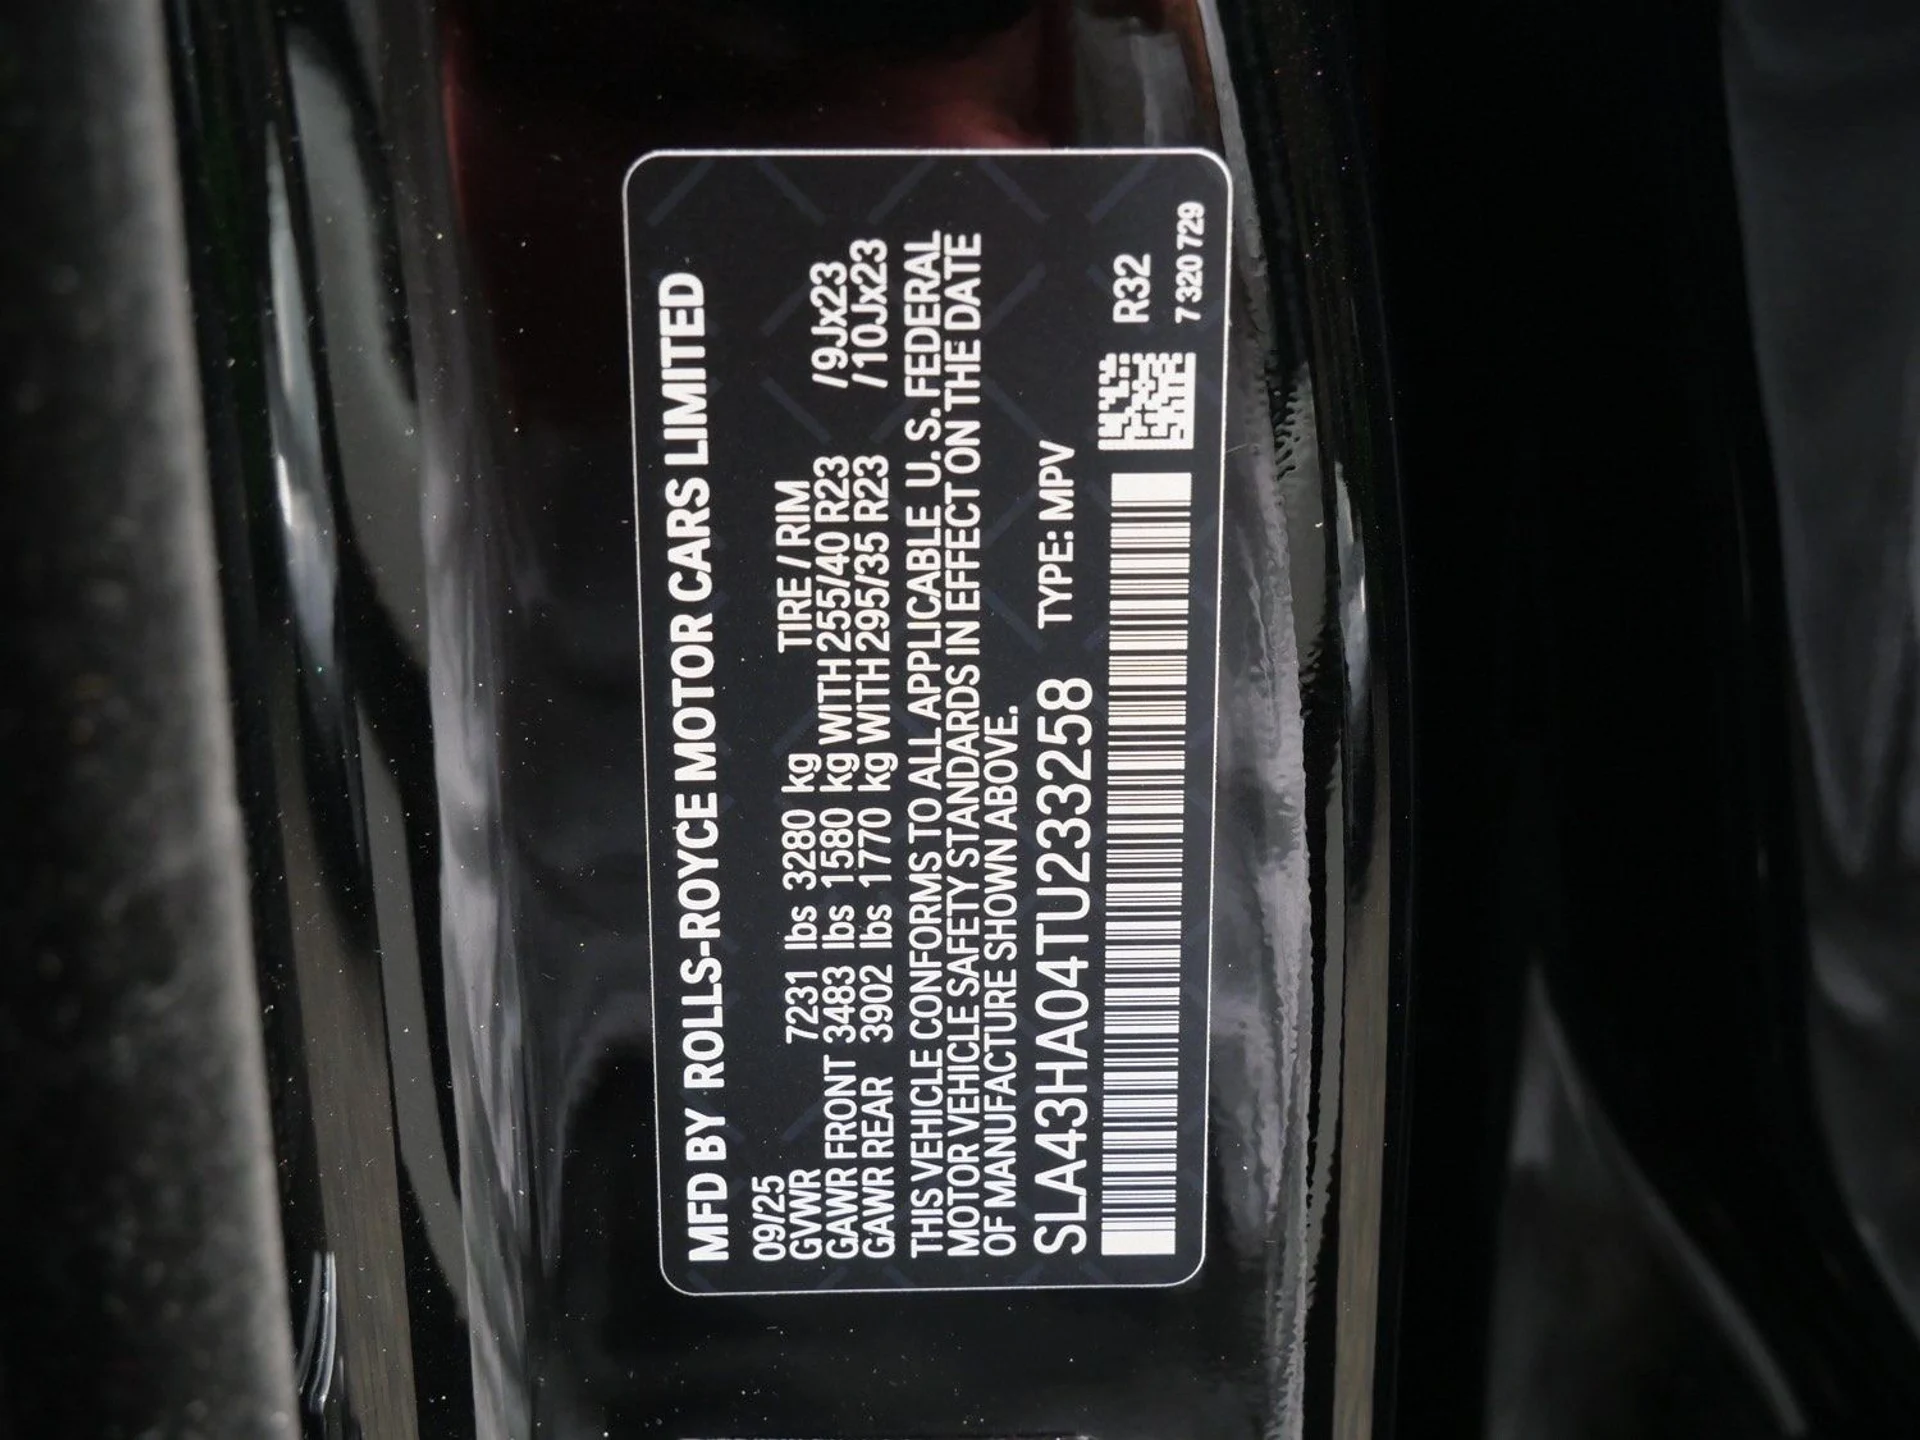 MFD BY ROLLS-ROYCE MOTOR CARS LIMITED
09/25
GVWR 7231 lbs 3280 kg TIRE / RIM
GAWR FRONT 3483 lbs 1580 kg WITH 255/40 R23 /9Jx23
GAWR REAR 3902 lbs 1770 kg WITH 295/35 R23 /10Jx23
THIS VEHICLE CONFORMS TO ALL APPLICABLE U. S. FEDERAL
MOTOR VEHICLE SAFETY STANDARDS IN EFFECT ON THE DATE
OF MANUFACTURE SHOWN ABOVE.
SLA43HA04TU233258 TYPE: MPV
R32
7 320 729